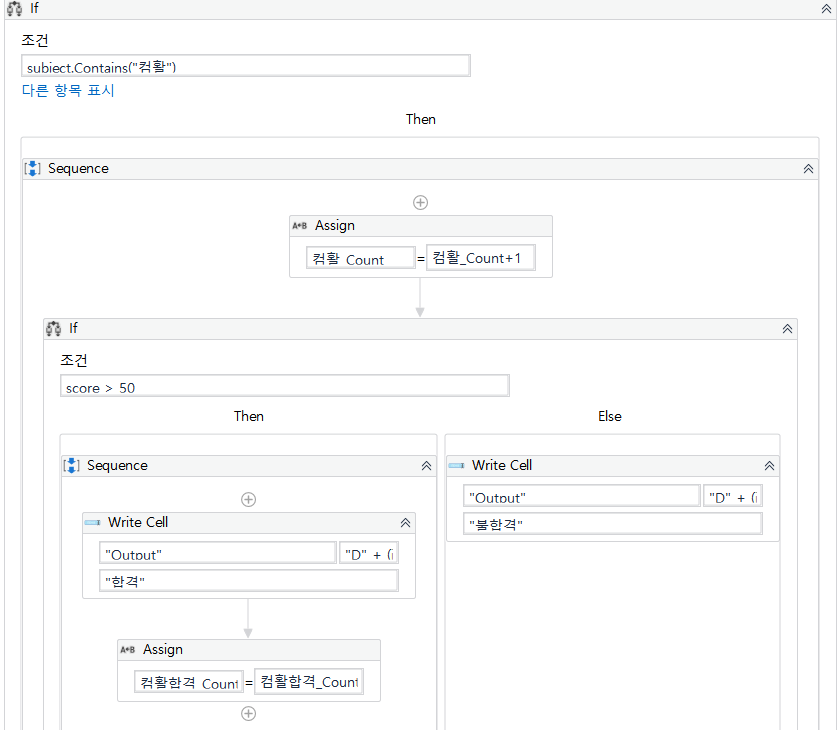 If
조건
subject.Contains("컴활")
다른 항목 표시
Then
Sequence
A+B Assign
컴활_Count = 컴활_Count+1
If
조건
score > 50
Then Else
Sequence
Write Cell
"Output" "D" + (i
"합격"
A+B Assign
컴활합격_Count = 컴활합격_Count
Write Cell
"Output" "D" + (i
"불합격"